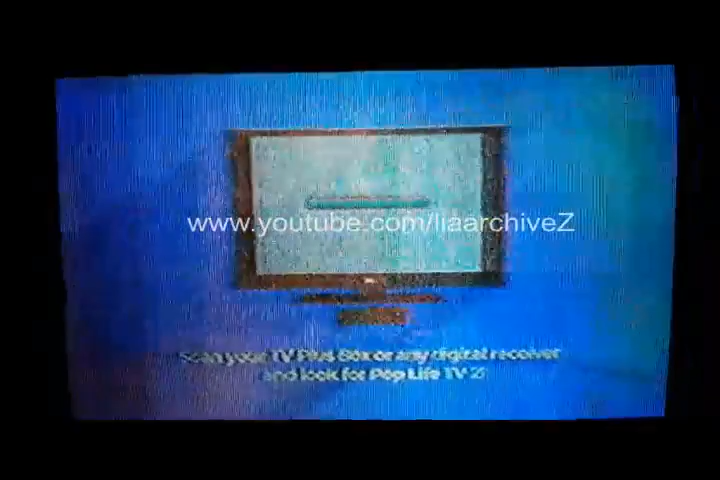 www.youtube.com/liaarchiveZ
Scan your TV Plus Box or any digital receiver
and look for Pop Life TV